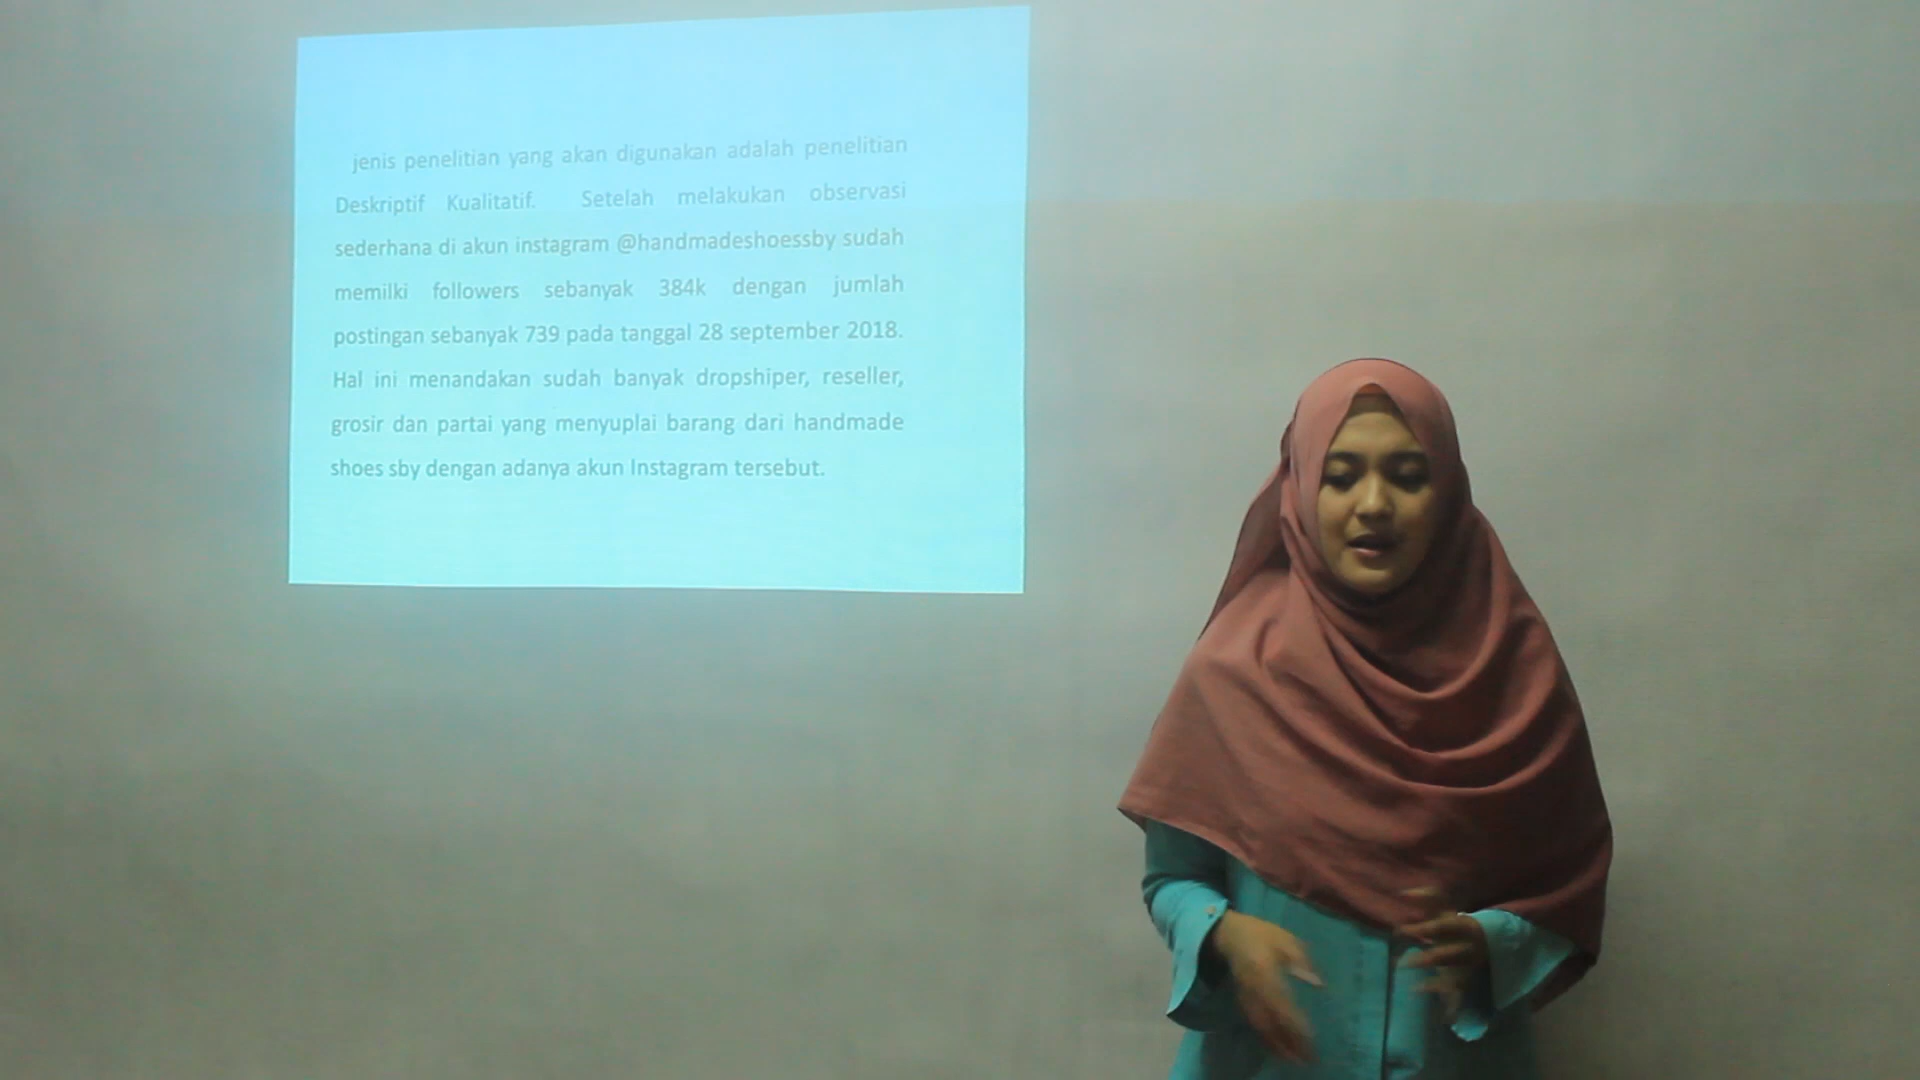 jenis penelitian yang akan digunakan adalah penelitian
Deskriptif Kualitatif. Setelah melakukan observasi
sederhana di akun instagram @handmadeshoessby sudah
memilki followers sebanyak 384k dengan jumlah
postingan sebanyak 739 pada tanggal 28 september 2018.
Hal ini menandakan sudah banyak dropshiper, reseller,
grosir dan partai yang menyuplai barang dari handmade
shoes sby dengan adanya akun Instagram tersebut.